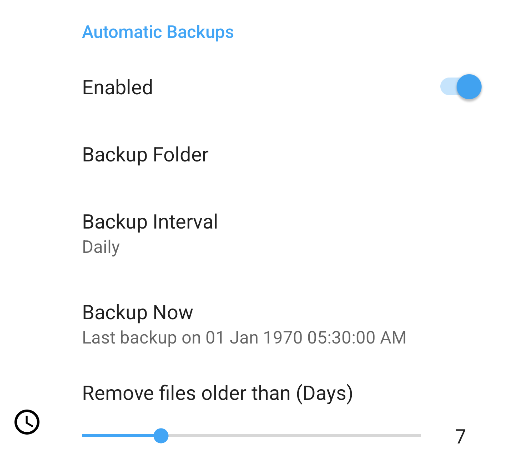 Automatic Backups
Enabled
Backup Folder
Backup Interval
Daily
Backup Now
Last backup on 01 Jan 1970 05:30:00 AM
Remove files older than (Days)
7